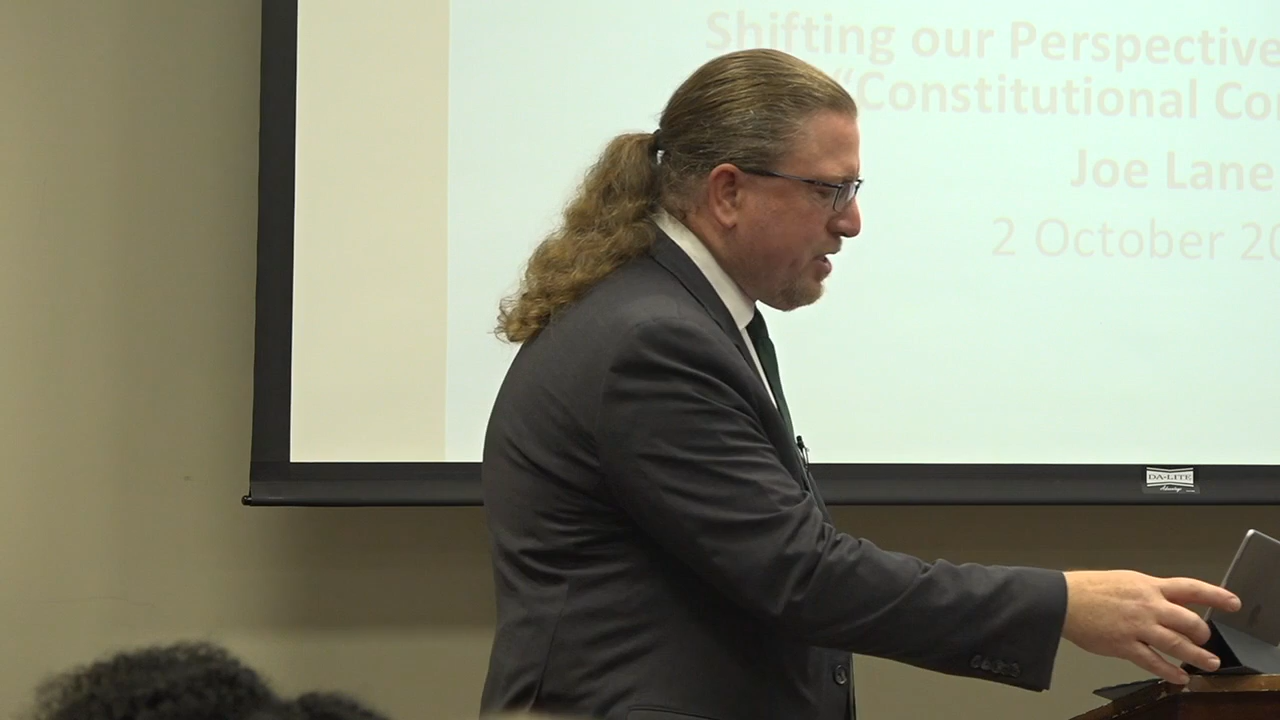 Shifting our Perspective
“Constitutional Co
Joe Lane
2 October 20
DA-LITE